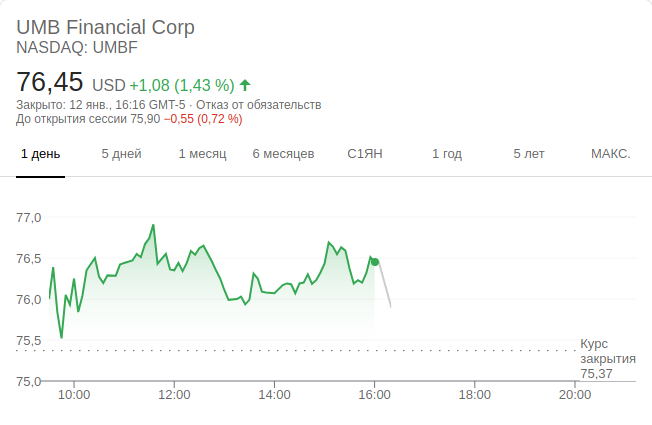 UMB Financial Corp
NASDAQ: UMBF
76,45 USD +1,08 (1,43 %)
Закрыто: 12 янв., 16:16 GMT-5 · Отказ от обязательств
До открытия сессии 75,90 −0,55 (0,72 %)
1 день 5 дней 1 месяц 6 месяцев С1ЯН 1 год 5 лет МАКС.
77,0
76,5
76,0
75,5
Курс
закрытия
75,37
75,0
10:00 12:00 14:00 16:00 18:00 20:00